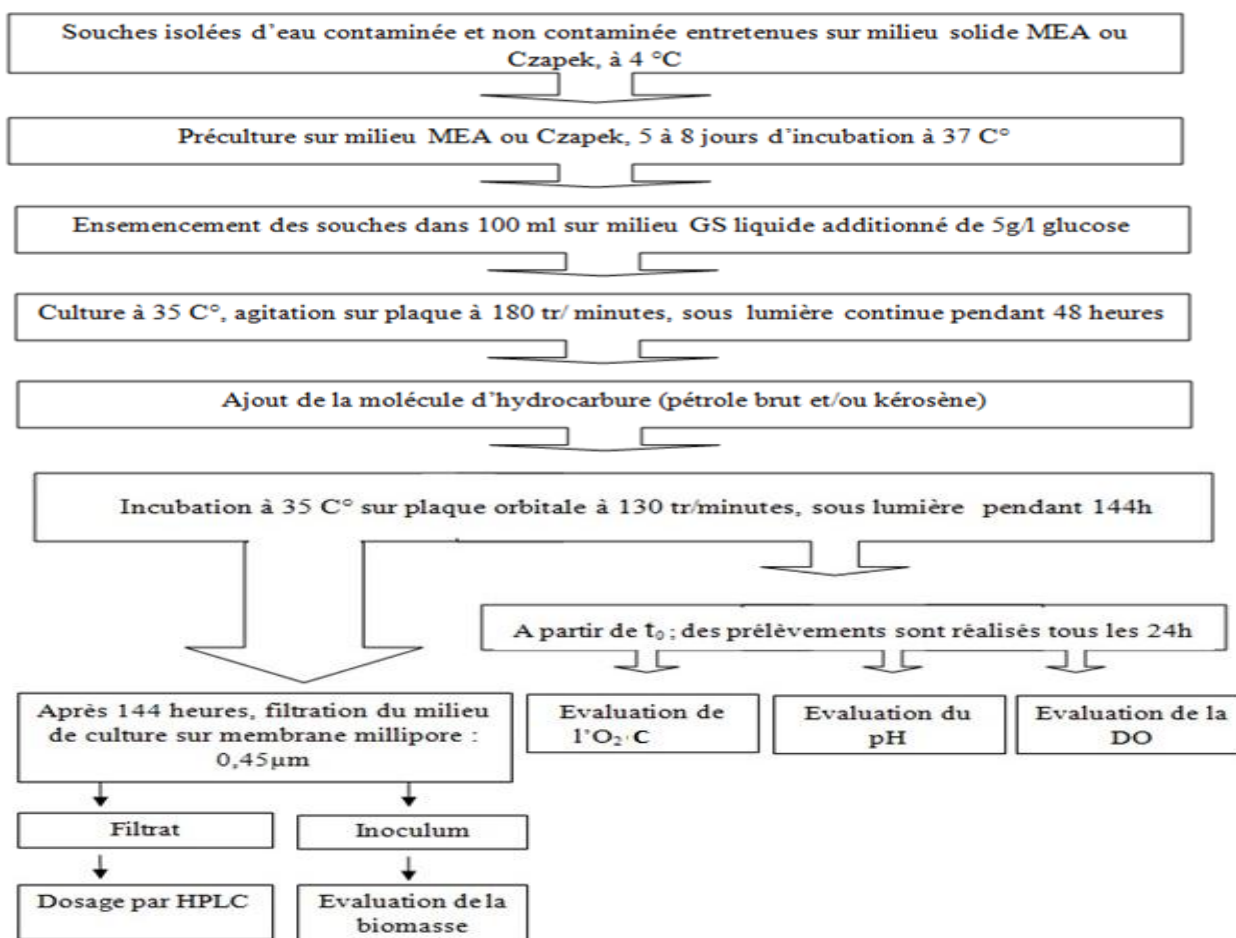 Souches isolées d'eau contaminée et non contaminée entretenues sur milieu solide MEA ou
Czapek, à 4 °C
Préculture sur milieu MEA ou Czapek, 5 à 8 jours d'incubation à 37 C°
Ensemencement des souches dans 100 ml sur milieu GS liquide additionné de 5g/l glucose
Culture à 35 C°, agitation sur plaque à 180 tr/ minutes, sous lumière continue pendant 48 heures
Ajout de la molécule d'hydrocarbure (pétrole brut et/ou kérosène)
Incubation à 35 C° sur plaque orbitale à 130 tr/minutes, sous lumière pendant 144h
A partir de t₀ ; des prélèvements sont réalisés tous les 24h
Après 144 heures, filtration du milieu
de culture sur membrane millipore :
0,45µm
Evaluation de
l'O₂·C
Evaluation du
pH
Evaluation de la
DO
Filtrat
Inoculum
Dosage par HPLC
Evaluation de la
biomasse